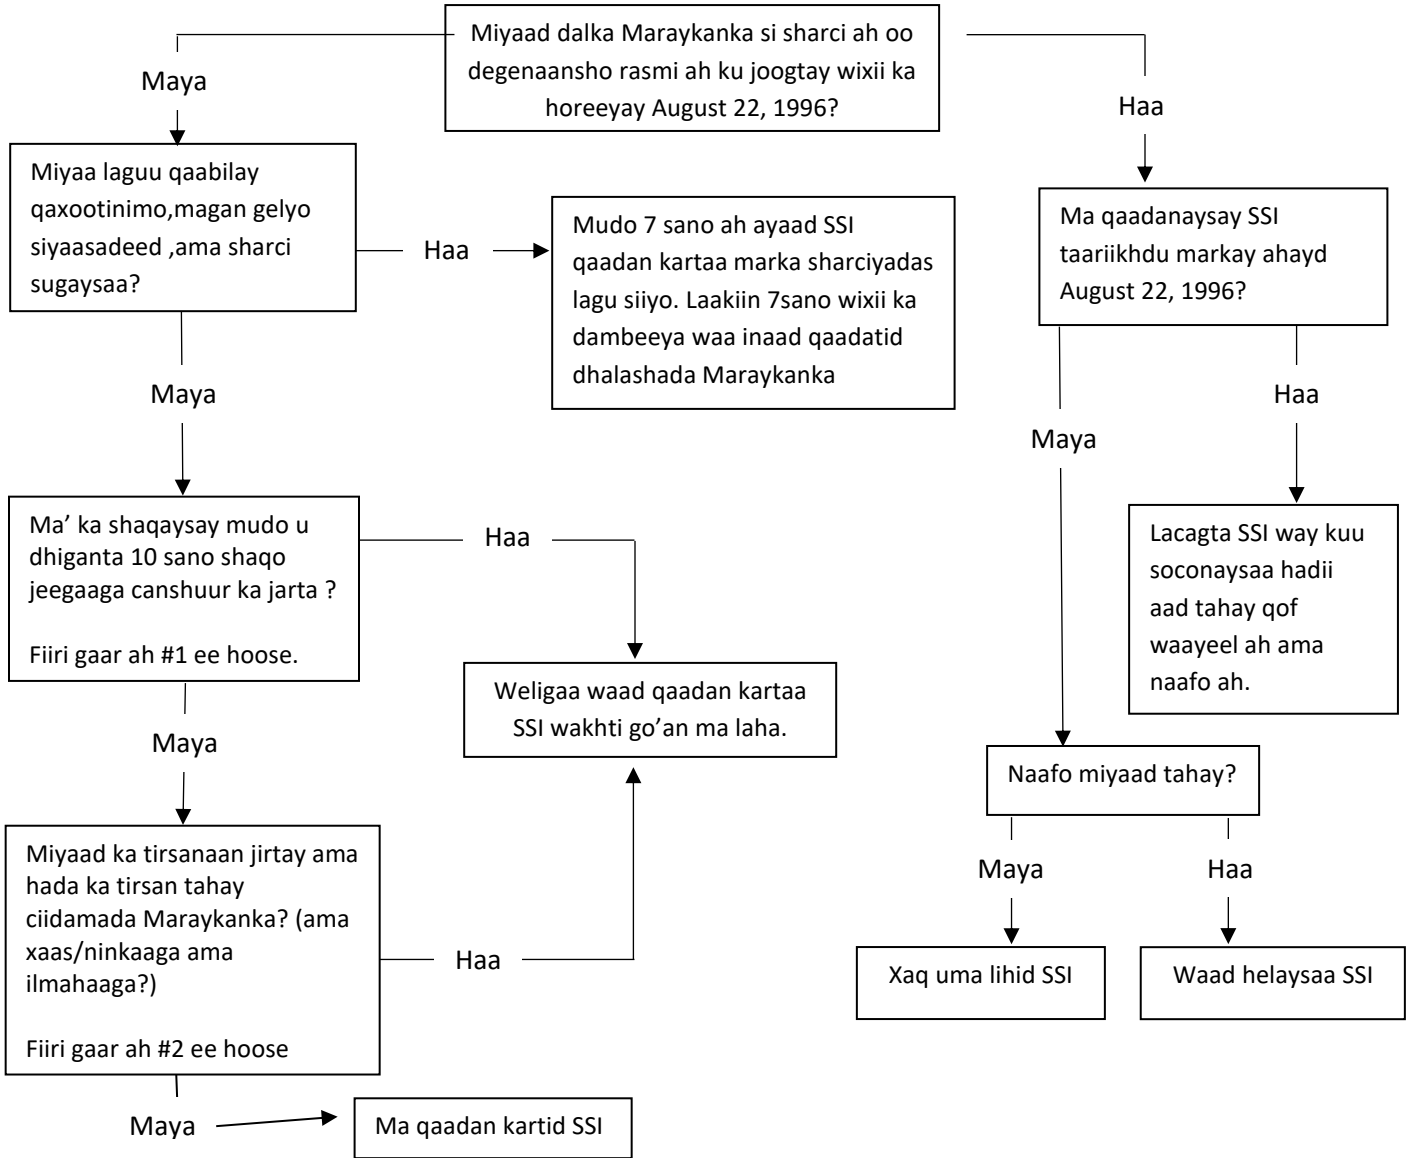 Miyaad dalka Maraykanka si sharci ah oo
degenaansho rasmi ah ku joogtay wixii ka
horeeyay August 22, 1996?
Maya
Haa
Miyaa laguu qaabilay
qaxootinimo,magan gelyo
siyaasadeed ,ama sharci
sugaysaa?
Haa
Mudo 7 sano ah ayaad SSI
qaadan kartaa marka sharciyadas
lagu siiyo. Laakiin 7sano wixii ka
dambeeya waa inaad qaadatid
dhalashada Maraykanka
Ma qaadanaysay SSI
taariikhdu markay ahayd
August 22, 1996?
Maya
Haa
Maya
Ma’ ka shaqaysay mudo u
dhiganta 10 sano shaqo
jeegaaga canshuur ka jarta ?
Fiiri gaar ah #1 ee hoose.
Haa
Lacagta SSI way kuu
soconaysaa hadii
aad tahay qof
waayeel ah ama
naafo ah.
Weligaa waad qaadan kartaa
SSI wakhti go’an ma laha.
Maya
Naafo miyaad tahay?
Miyaad ka tirsanaan jirtay ama
hada ka tirsan tahay
ciidamada Maraykanka? (ama
xaas/ninkaaga ama
ilmahaaga?)
Fiiri gaar ah #2 ee hoose
Haa
Maya
Haa
Xaq uma lihid SSI
Waad helaysaa SSI
Maya
Ma qaadan kartid SSI